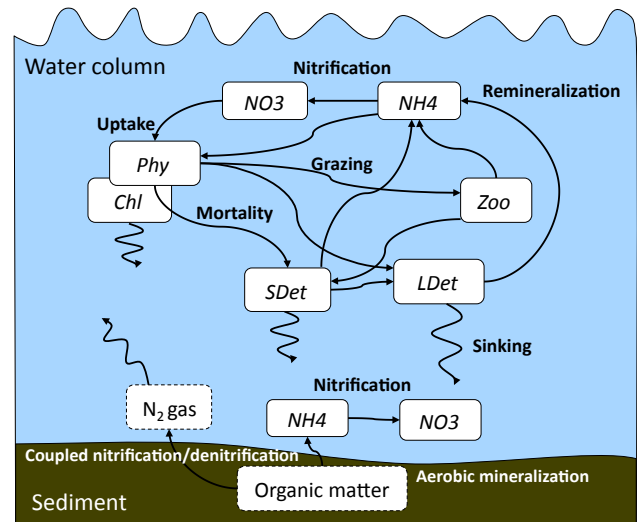 Water column
Nitrification
NO3
NH4
Remineralization
Uptake
Phy
Grazing
Chl
Zoo
Mortality
SDet
LDet
Sinking
Nitrification
N2 gas
NH4
NO3
Coupled nitrification/denitrification
Aerobic mineralization
Organic matter
Sediment